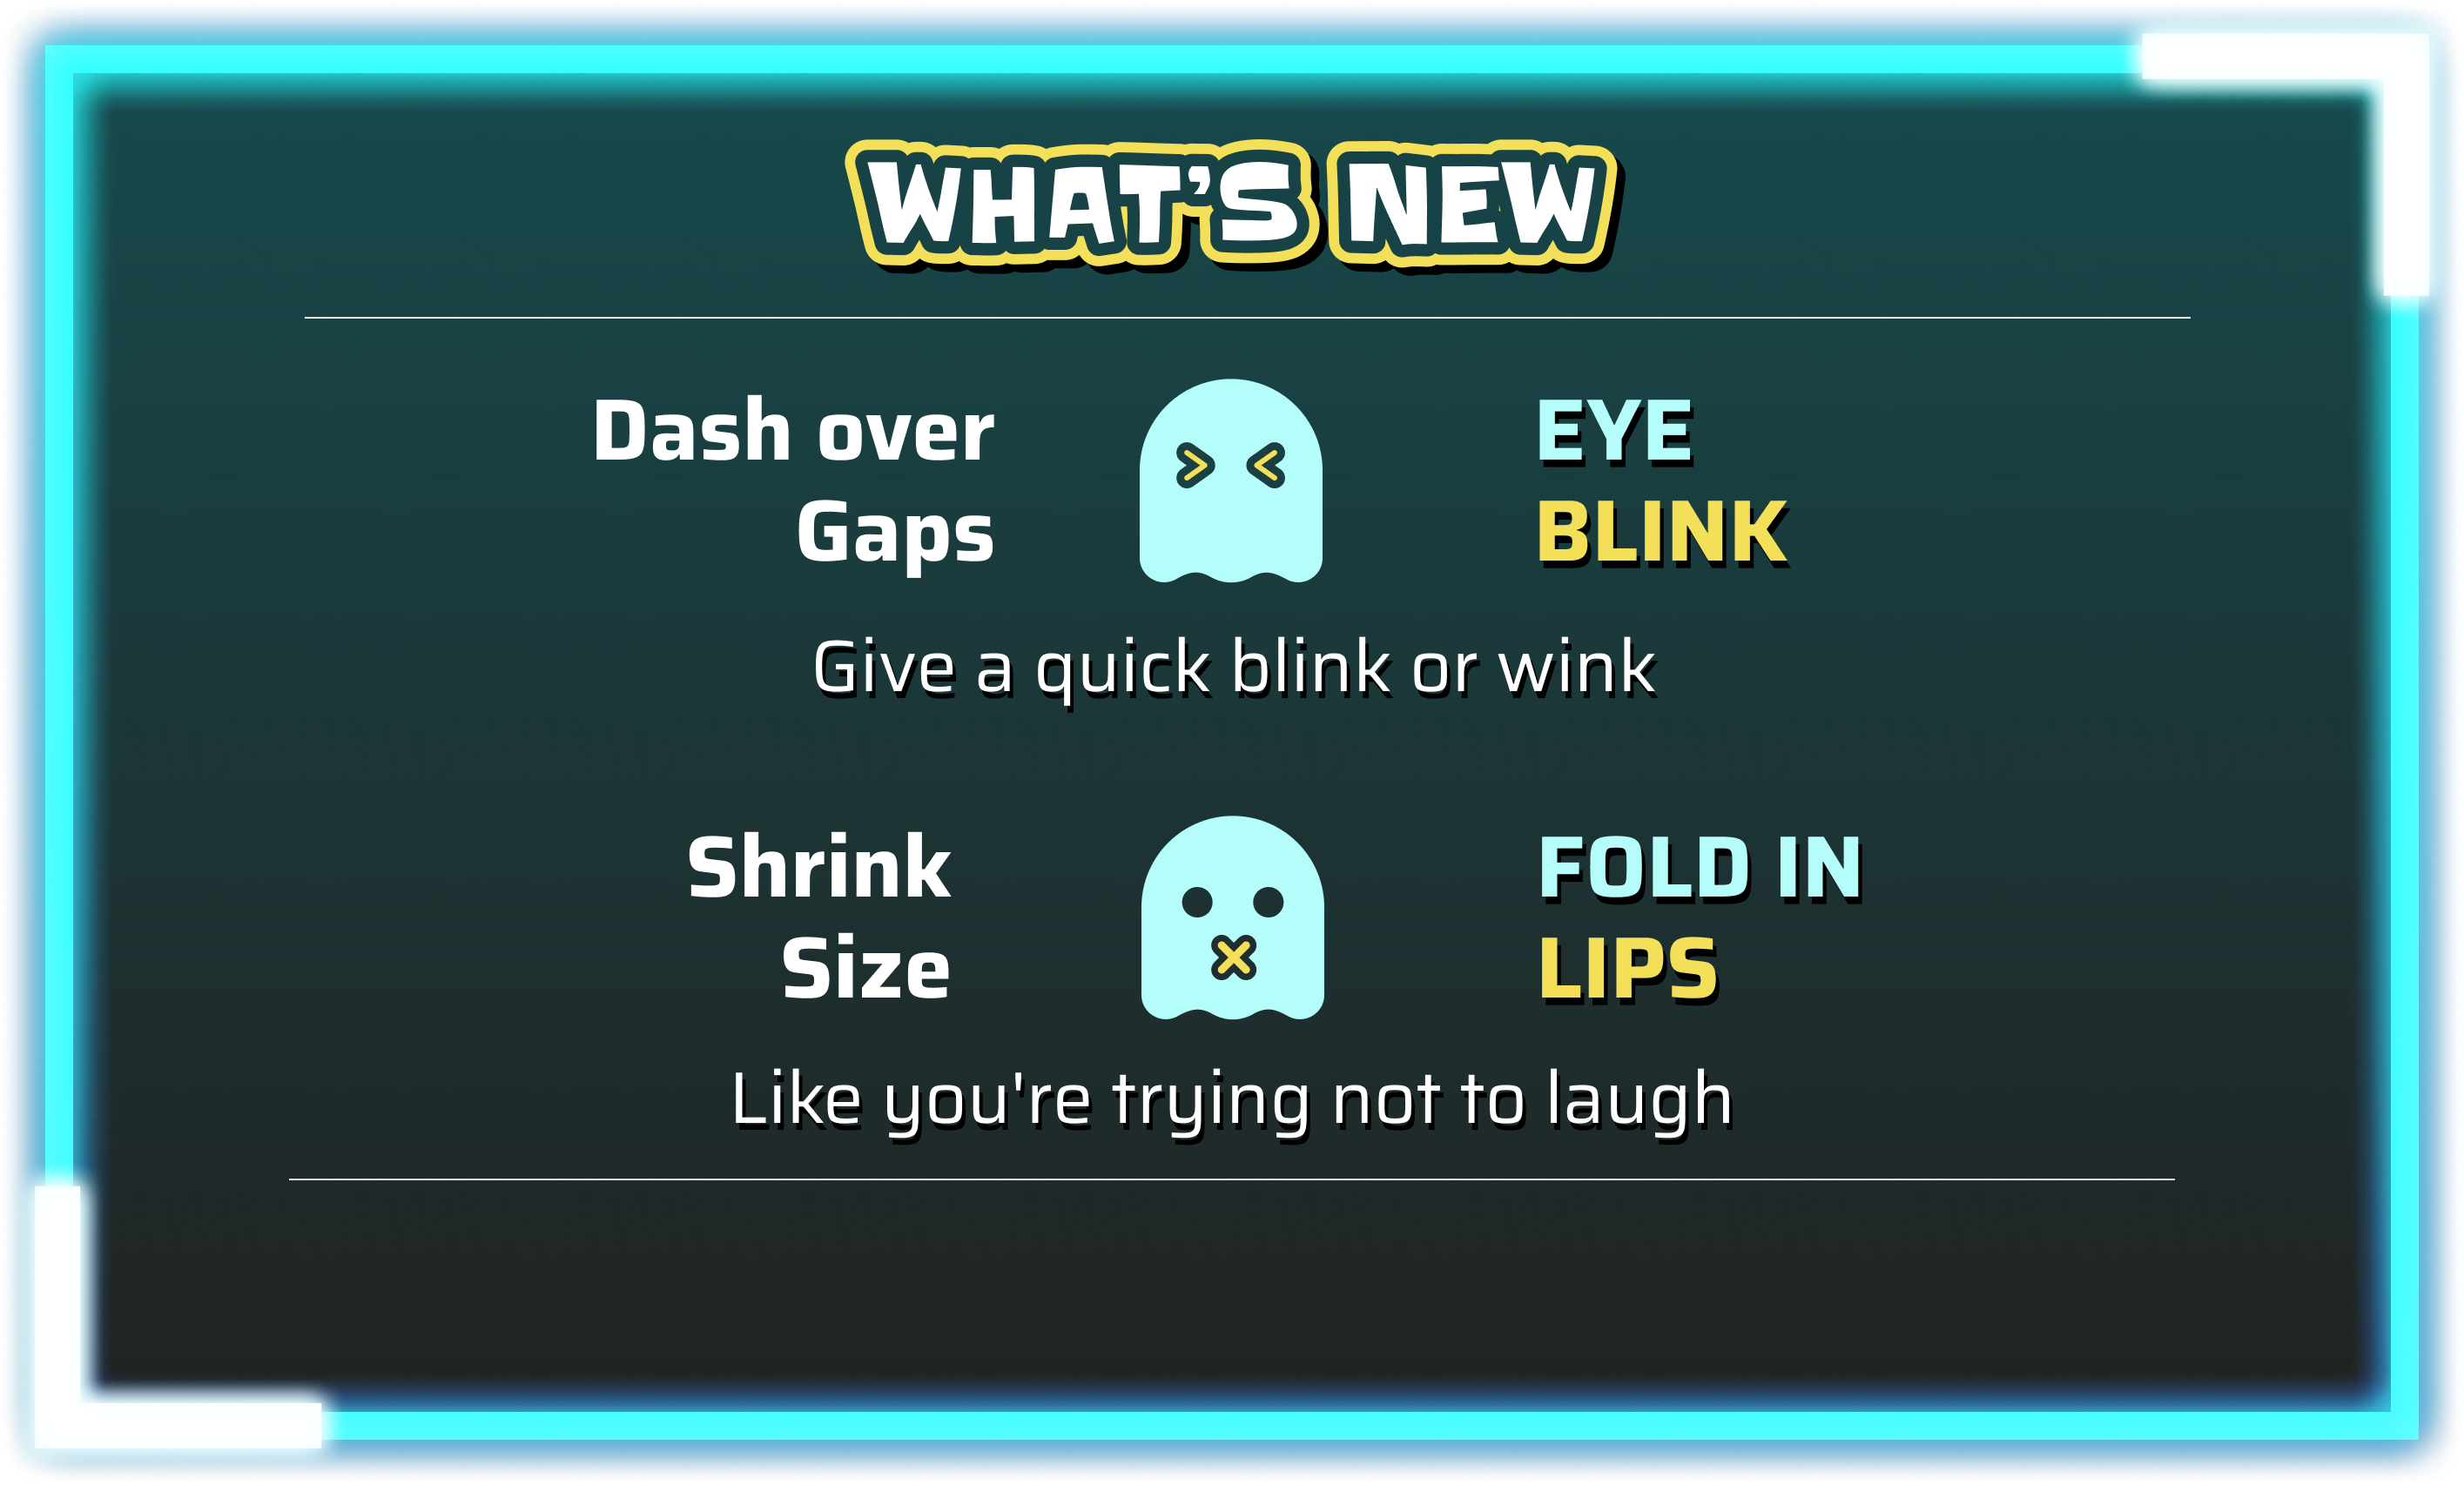 WHAT'S NEW
Dash over
Gaps
EYE
BLINK
Give a quick blink or wink
Shrink
Size
FOLD IN
LIPS
Like you're trying not to laugh